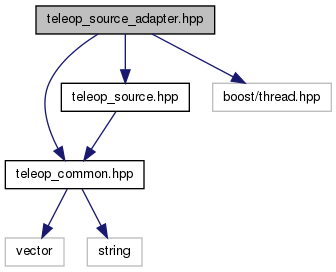 teleop_source_adapter.hpp
teleop_source.hpp
boost/thread.hpp
teleop_common.hpp
vector
string